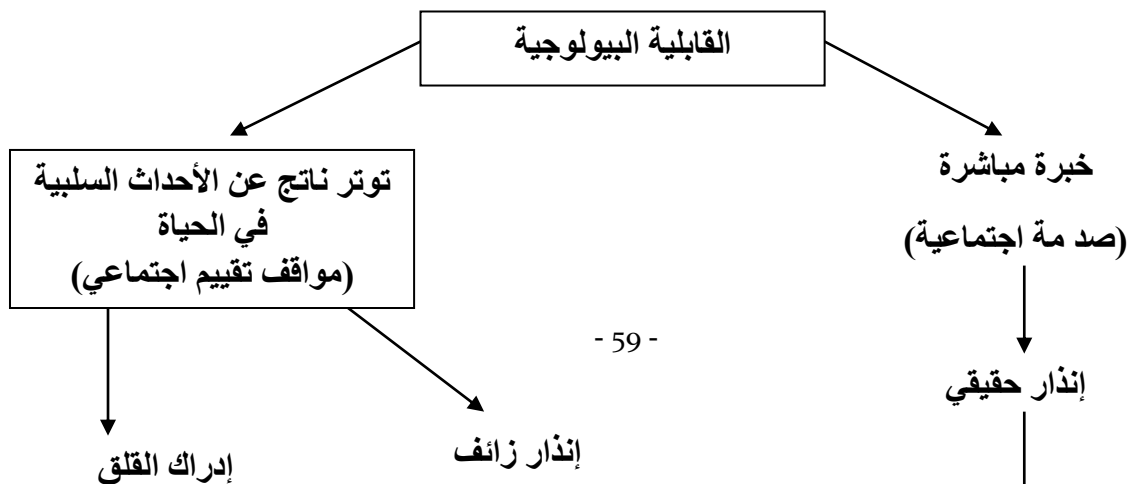 القابلية البيولوجية
خبرة مباشرة
(صد مة اجتماعية)
توتر ناتج عن الأحداث السلبية
في الحياة
(مواقف تقييم اجتماعي)
- 59 -
إنذار حقيقي
إنذار زائف
إدراك القلق